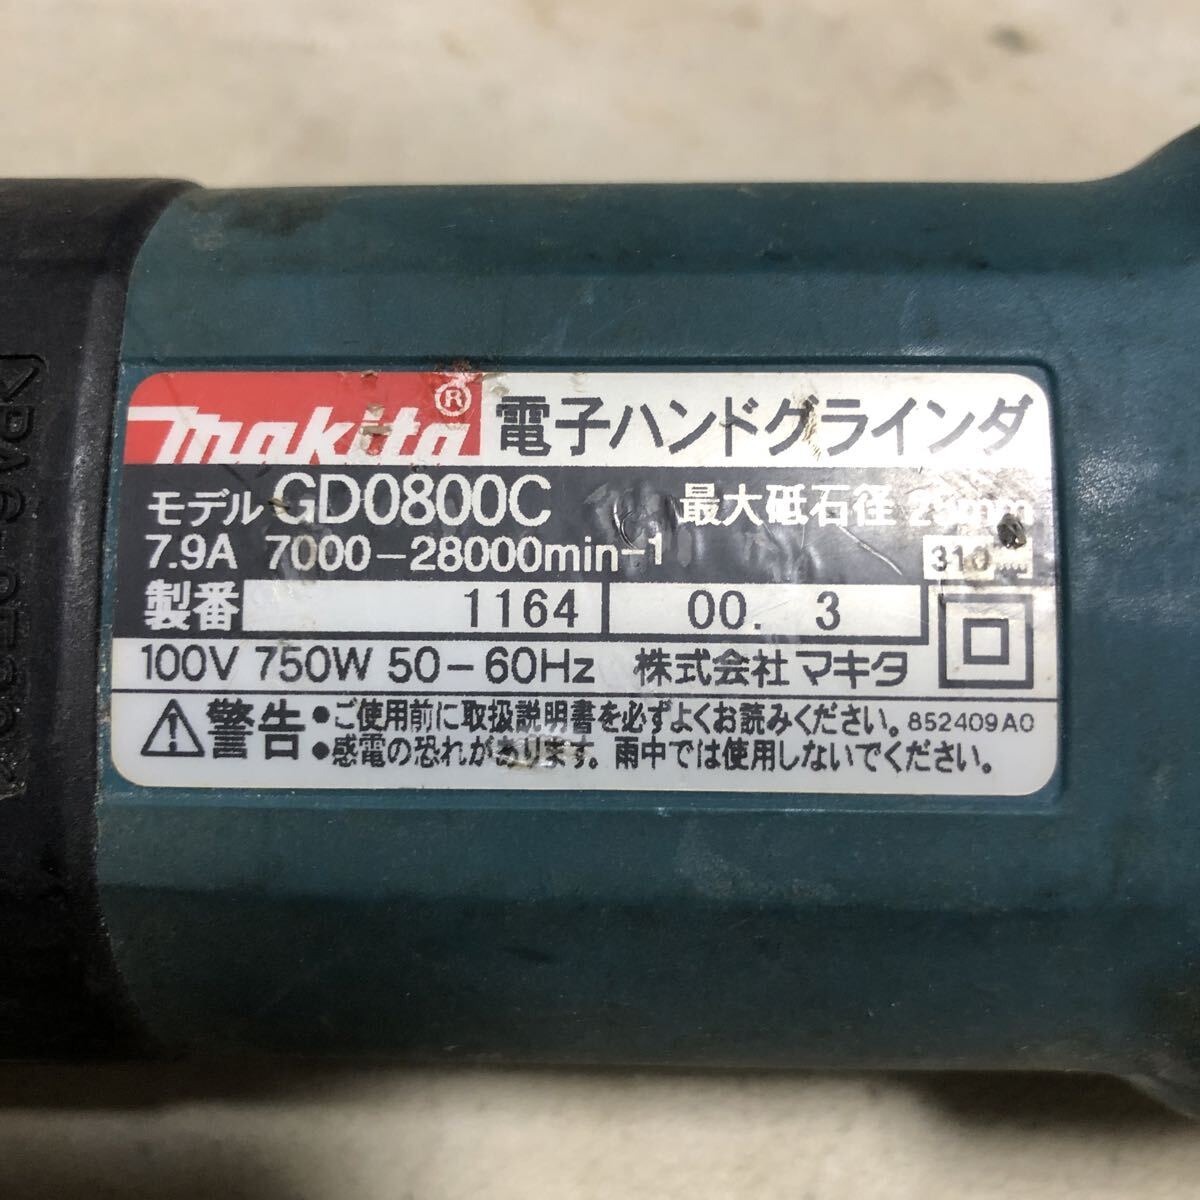 makita® 電子ハンドグラインダ
モデル GD0800C 最大砥石径 25mm
7.9A 7000-28000min-1 310
製番 1164 00. 3
100V 750W 50-60Hz 株式会社 マキタ
⚠警告 •ご使用前に取扱説明書を必ずよくお読みください。852409A0
•感電の恐れがあります。雨中では使用しないでください。